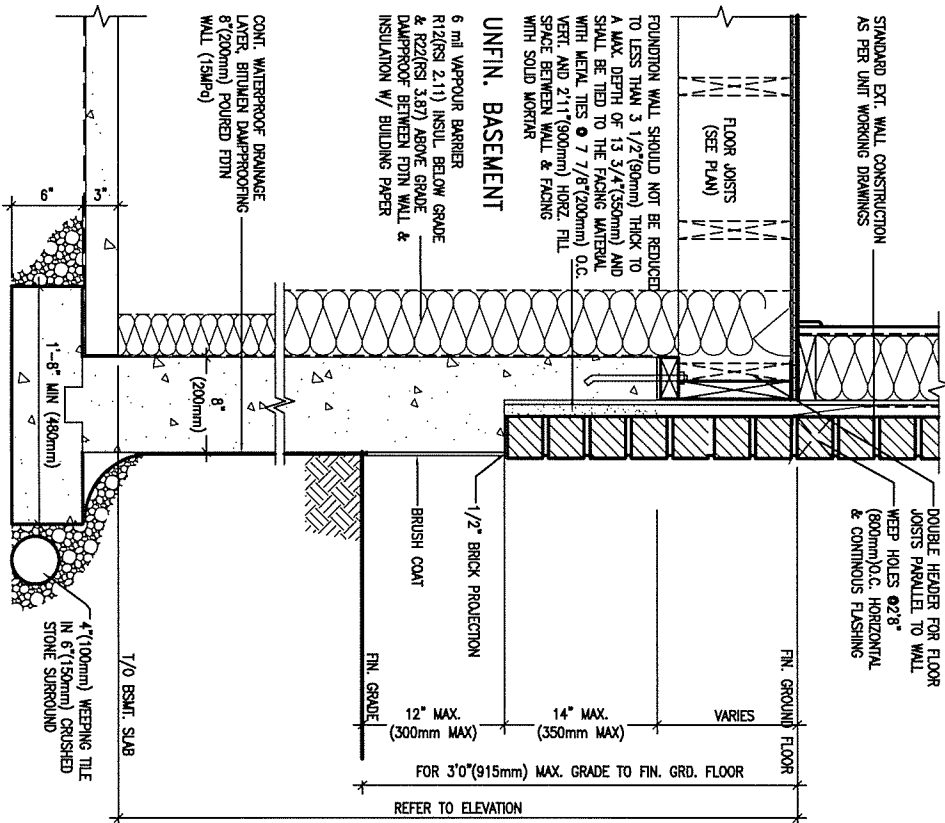 STANDARD EXT. WALL CONSTRUCTION
AS PER UNIT WORKING DRAWINGS
FLOOR JOISTS
(SEE PLAN)
FOUNDTION WALL SHOULD NOT BE REDUCED
TO LESS THAN 3 1/2"(90mm) THICK TO
A MAX. DEPTH OF 13 3/4"(350mm) AND
SHALL BE TIED TO THE FACING MATERIAL
WITH METAL TIES @ 7 7/8"(200mm) O.C.
VERT. AND 2'11"(900mm) HORZ. FILL
SPACE BETWEEN WALL & FACING
WITH SOLID MORTAR
UNFIN. BASEMENT
6 mil VAPPOUR BARRIER
R12(RSI 2.11) INSUL BELOW GRADE
& R22(RSI 3.87) ABOVE GRADE
DAMPPROOF BETWEEN FDTN WALL &
INSULATION W/ BUILDING PAPER
CONT. WATERPROOF DRAINAGE
LAYER, BITUMEN DAMPPROOFING
8"(200mm) POURED FDTN
WALL (15MPa)
3"
6"
8"
(200mm)
1'-8" MIN (480mm)
DOUBLE HEADER FOR FLOOR
JOISTS PARALLEL TO WALL
WEEP HOLES @2'8"
(800mm)O.C. HORIZONTAL
& CONTINOUS FLASHING
1/2" BRICK PROJECTION
BRUSH COAT
FIN. GROUND FLOOR
FIN. GRADE
T/O BSMT. SLAB
4"(100mm) WEEPING TILE
IN 6"(150mm) CRUSHED
STONE SURROUND
12" MAX.
(300mm MAX)
14" MAX.
(350mm MAX)
VARIES
FOR 3'0"(915mm) MAX. GRADE TO FIN. GRD. FLOOR
REFER TO ELEVATION